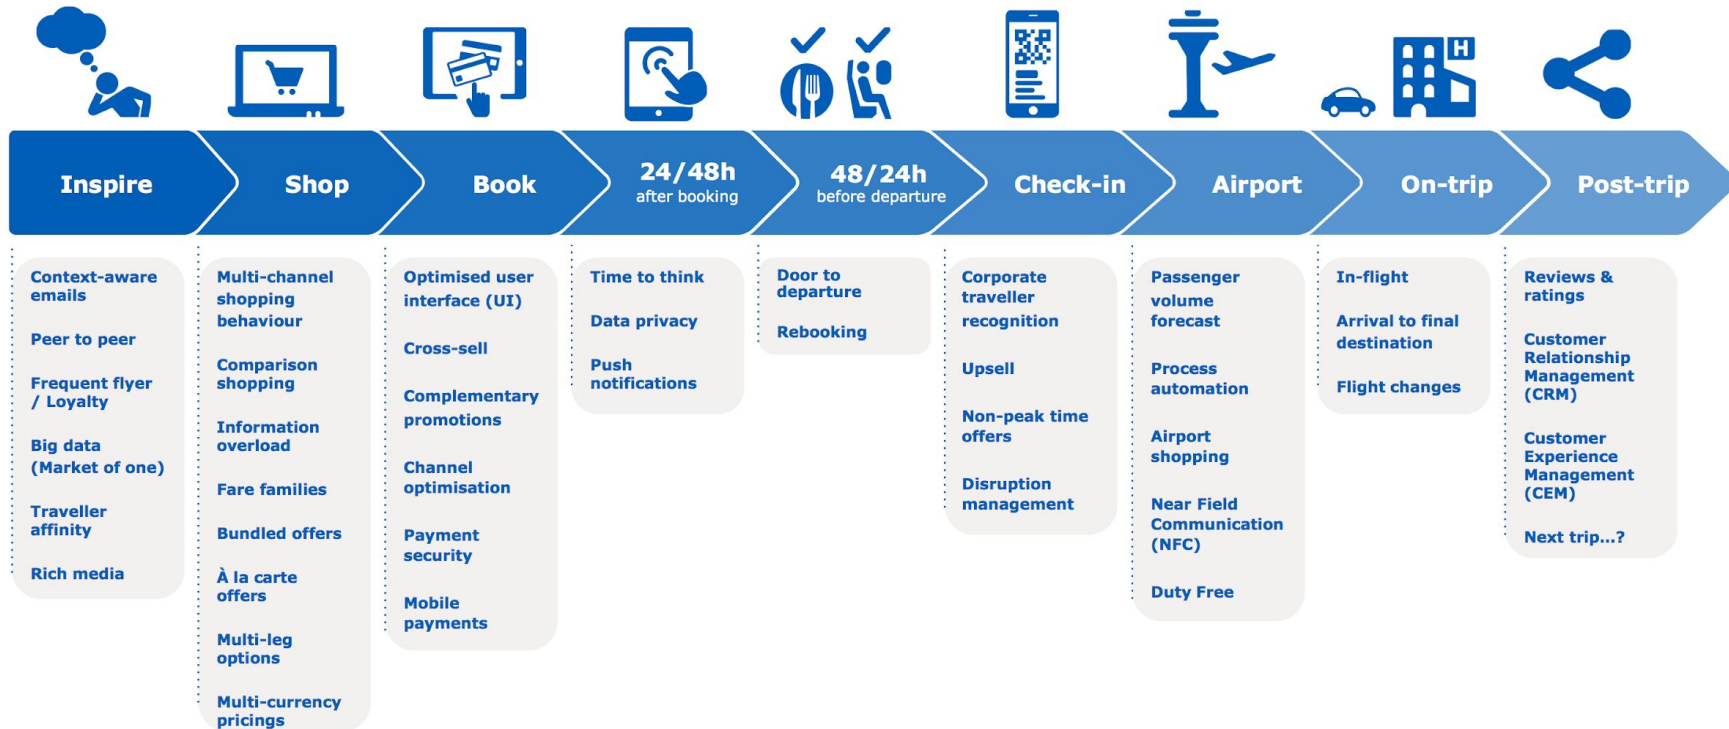 H
Inspire
Shop
Book
24/48h
after booking
48/24h
before departure
Check-in
Airport
On-trip
Post-trip
Context-aware
emails
Peer to peer
Frequent flyer
/ Loyalty
Big data
(Market of one)
Traveller
affinity
Rich media
Multi-channel
shopping
behaviour
Comparison
shopping
Information
overload
Fare families
Bundled offers
À la carte
offers
Multi-leg
options
Multi-currency
pricings
Optimised user
interface (UI)
Cross-sell
Complementary
promotions
Channel
optimisation
Payment
security
Mobile
payments
Time to think
Data privacy
Push
notifications
Door to
departure
Rebooking
Corporate
traveller
recognition
Upsell
Non-peak time
offers
Disruption
management
Passenger
volume
forecast
Process
automation
Airport
shopping
Near Field
Communication
(NFC)
Duty Free
In-flight
Arrival to final
destination
Flight changes
Reviews &
ratings
Customer
Relationship
Management
(CRM)
Customer
Experience
Management
(CEM)
Next trip...?